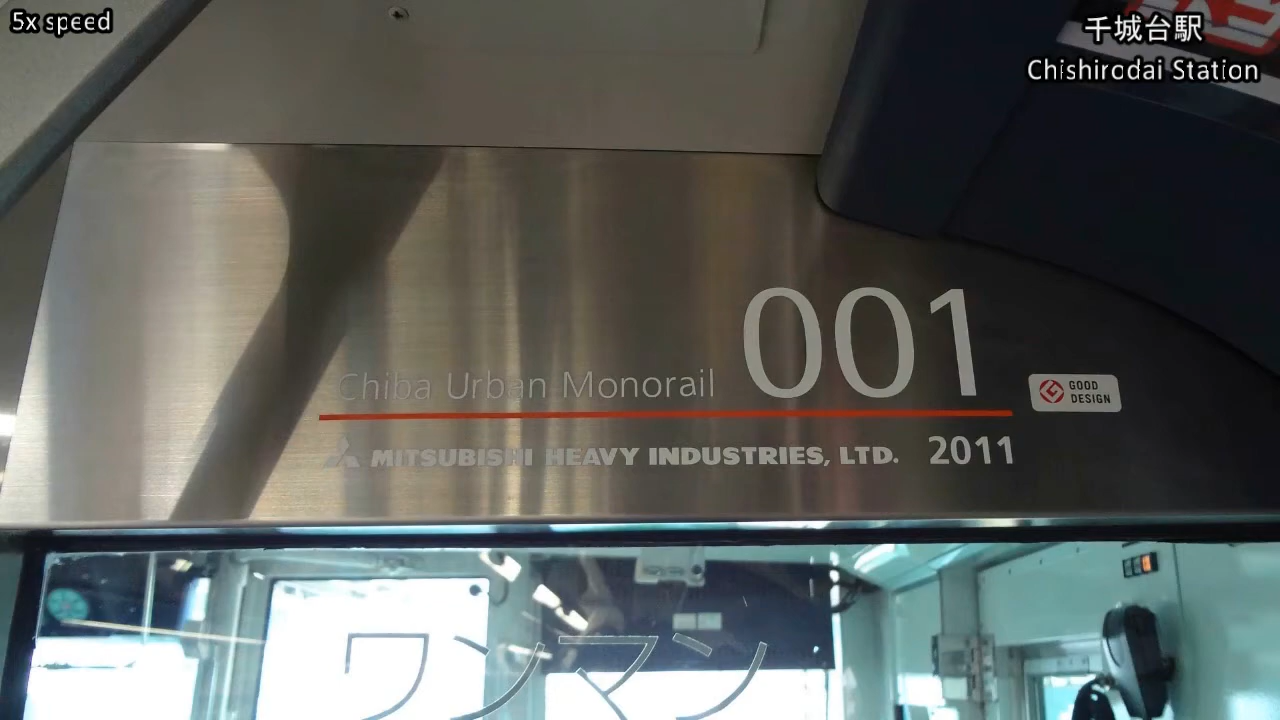 5x speed
千城台駅
Chishirodai Station
Chiba Urban Monorail 001
GOOD
DESIGN
MITSUBISHI HEAVY INDUSTRIES, LTD. 2011
ワンマン